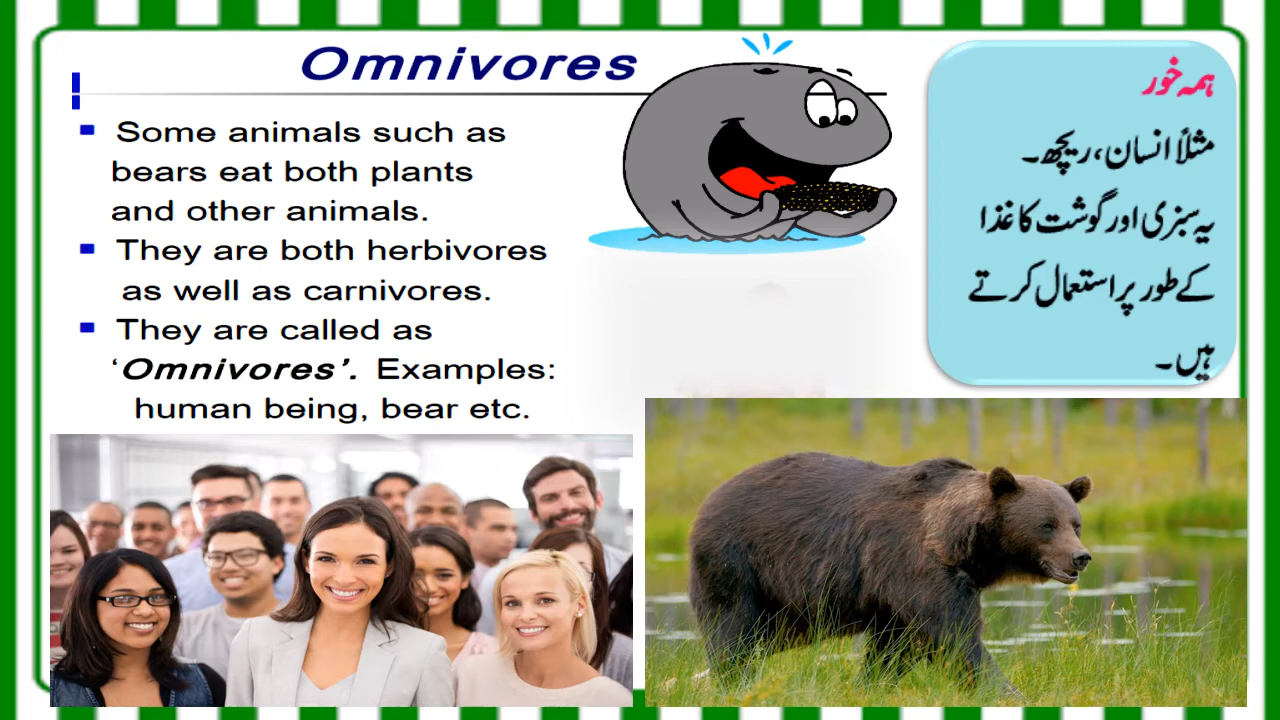 Omnivores
Some animals such as
bears eat both plants
and other animals.
They are both herbivores
as well as carnivores.
They are called as
‘Omnivores’. Examples:
human being, bear etc.
ہمہ خور
مثلاً انسان، ریچھ۔
یہ سبزی اور گوشت کا غذا
کے طور پر استعمال کرتے
ہیں۔